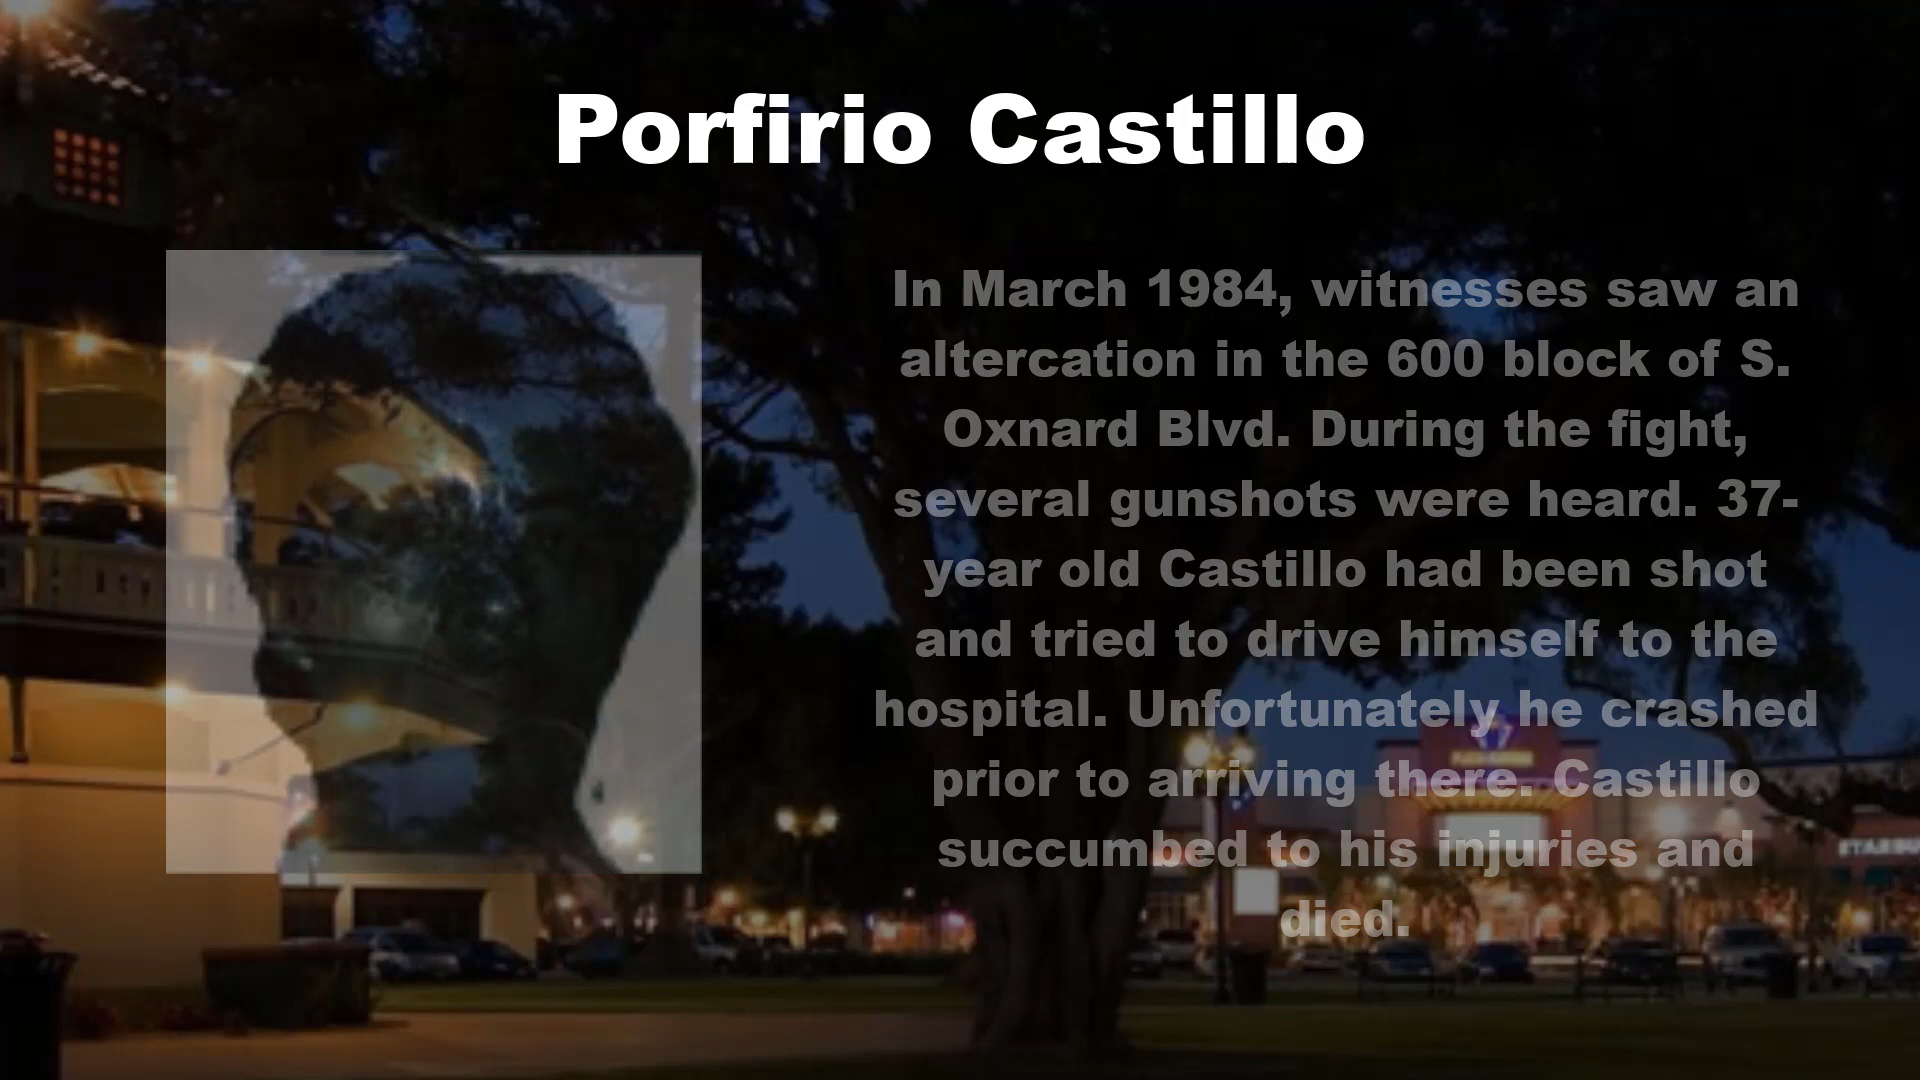 Porfirio Castillo
In March 1984, witnesses saw an
altercation in the 600 block of S.
Oxnard Blvd. During the fight,
several gunshots were heard. 37-
year old Castillo had been shot
and tried to drive himself to the
hospital. Unfortunately he crashed
prior to arriving there. Castillo
succumbed to his injuries and
died.